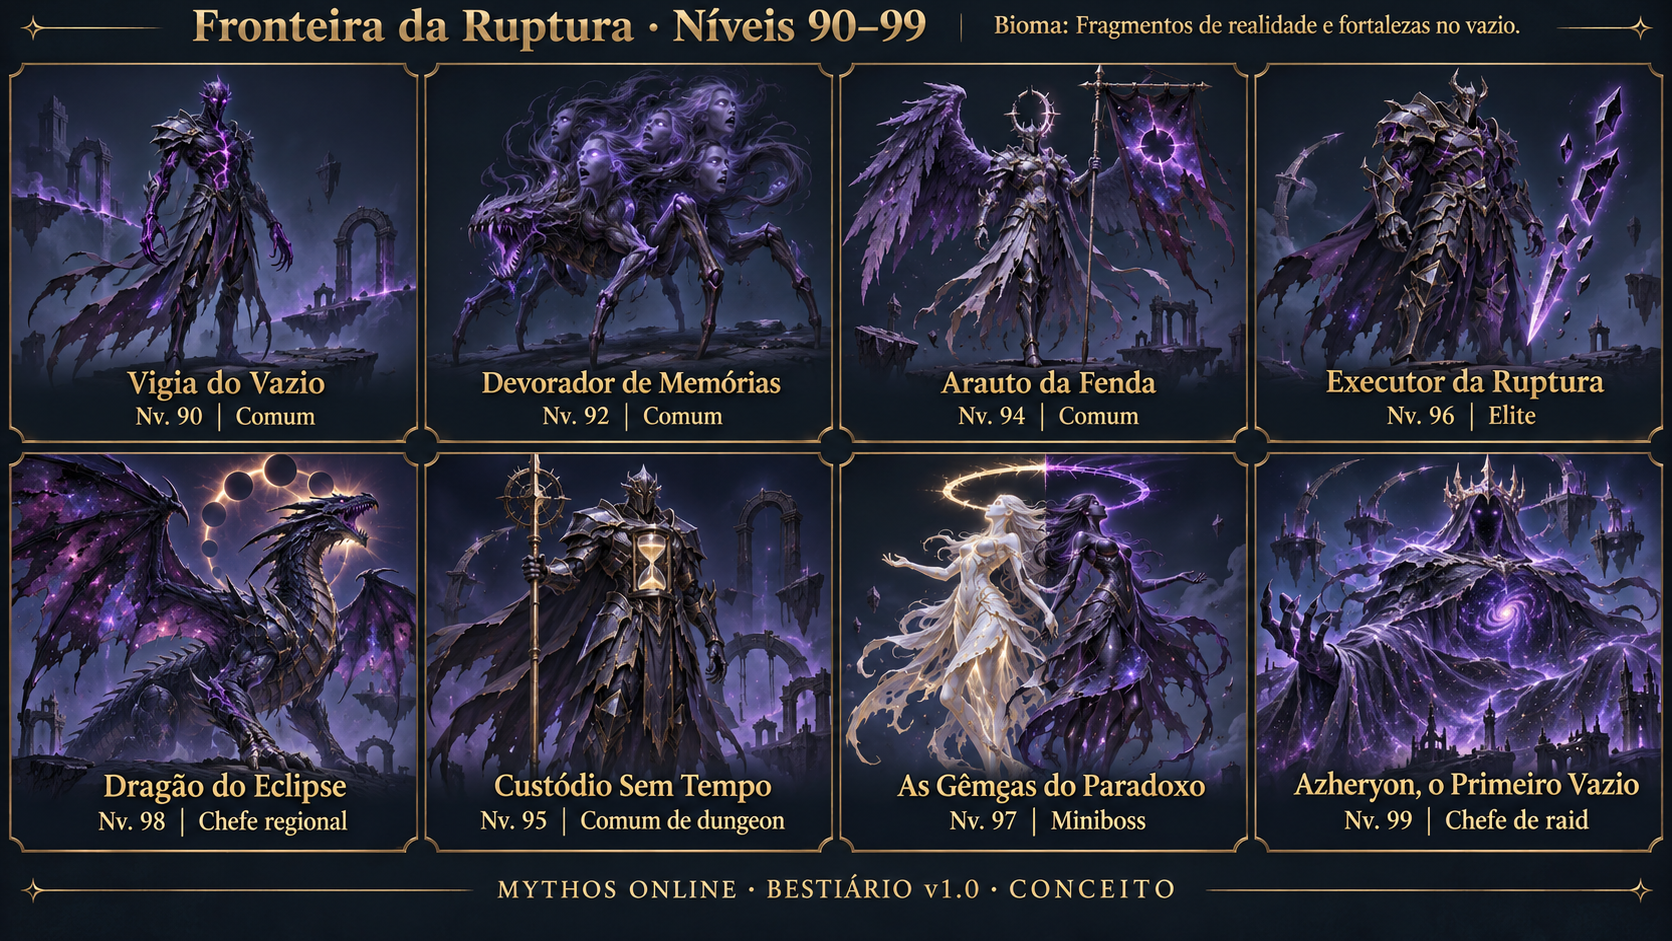 Fronteira da Ruptura · Níveis 90–99 | Bioma: Fragmentos de realidade e fortalezas no vazio.
Vigia do Vazio
Nv. 90 | Comum
Devorador de Memórias
Nv. 92 | Comum
Arauto da Fenda
Nv. 94 | Comum
Executor da Ruptura
Nv. 96 | Elite
Dragão do Eclipse
Nv. 98 | Chefe regional
Custódio Sem Tempo
Nv. 95 | Comum de dungeon
As Gêmeas do Paradoxo
Nv. 97 | Miniboss
Azheryon, o Primeiro Vazio
Nv. 99 | Chefe de raid
MYTHOS ONLINE · BESTIÁRIO v1.0 · CONCEITO